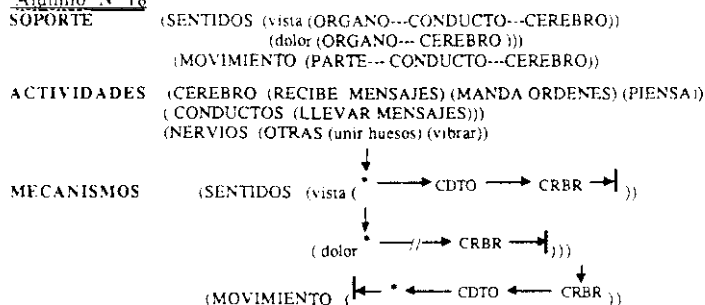 Alumno N° 18
SOPORTE (SENTIDOS (vista (ORGANO---CONDUCTO---CEREBRO))
(dolor (ORGANO--- CEREBRO )))
(MOVIMIENTO (PARTE--- CONDUCTO---CEREBRO))
ACTIVIDADES (CEREBRO (RECIBE MENSAJES) (MANDA ORDENES) (PIENSA))
( CONDUCTOS (LLEVAR MENSAJES)))
(NERVIOS (OTRAS (unir huesos) (vibrar))
MECANISMOS (SENTIDOS (vista ( * → CDTO → CRBR → ))
( dolor * —//→ CRBR → )))
(MOVIMIENTO ( ← * ← CDTO ← CRBR ))